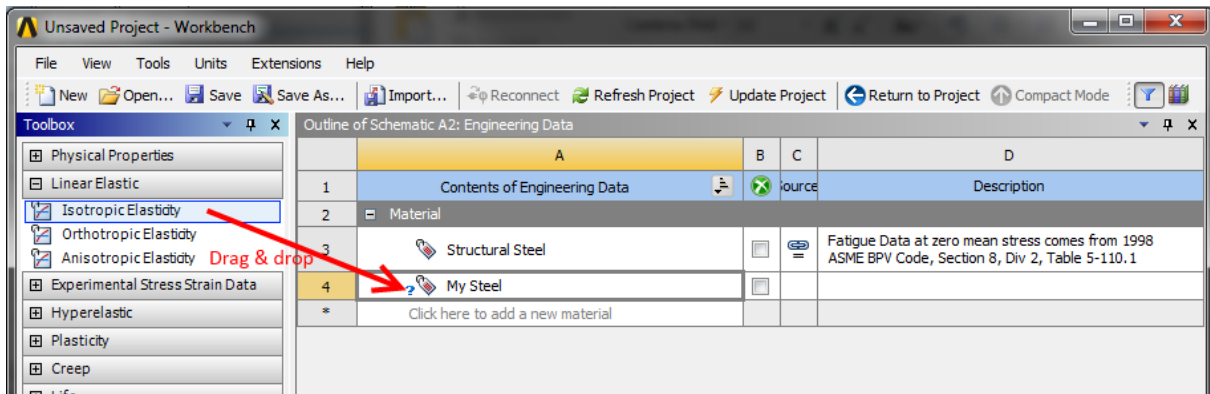 Unsaved Project - Workbench
File View Tools Units Extensions Help
New Open... Save Save As... Import... Reconnect Refresh Project Update Project Return to Project Compact Mode
Toolbox
Outline of Schematic A2: Engineering Data
Physical Properties
Linear Elastic
Isotropic Elasticity
Orthotropic Elasticity
Anisotropic Elasticity
Experimental Stress Strain Data
Hyperelastic
Plasticity
Creep
Drag & drop
A B C D
1 Contents of Engineering Data Source Description
2 Material
3 Structural Steel Fatigue Data at zero mean stress comes from 1998
ASME BPV Code, Section 8, Div 2, Table 5-110.1
4 ? My Steel
* Click here to add a new material